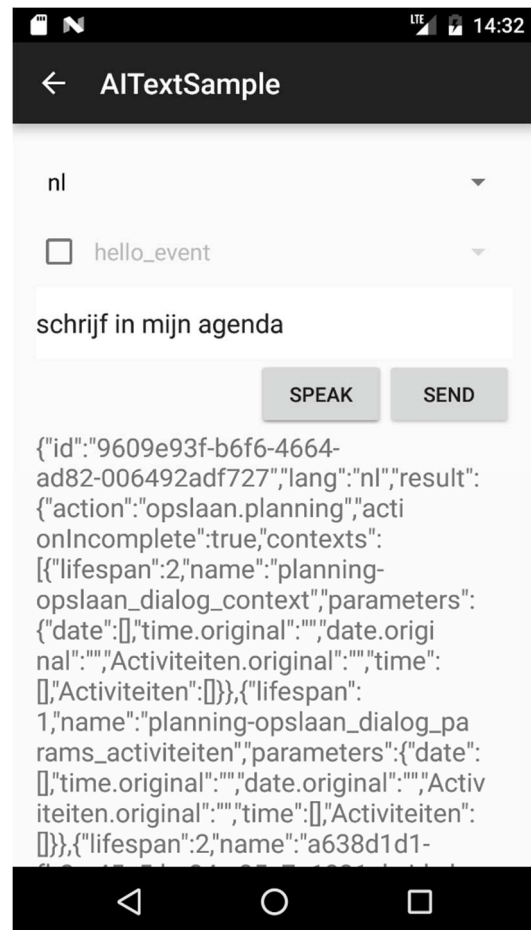 LTE 14:32
AITextSample
nl
hello_event
schrijf in mijn agenda
SPEAK SEND
{"id":"9609e93f-b6f6-4664-
ad82-006492adf727","lang":"nl","result":
{"action":"opslaan.planning","acti
onIncomplete":true,"contexts":
[{"lifespan":2,"name":"planning-
opslaan_dialog_context","parameters":
{"date":[],"time.original":"","date.origi
nal":"","Activiteiten.original":"","time":
[],"Activiteiten":[]}},{"lifespan":
1,"name":"planning-opslaan_dialog_pa
rams_activiteiten","parameters":{"date":
[],"time.original":"","date.original":"","Activ
iteiten.original":"","time":[],"Activiteiten":
[]}},{"lifespan":2,"name":"a638d1d1-